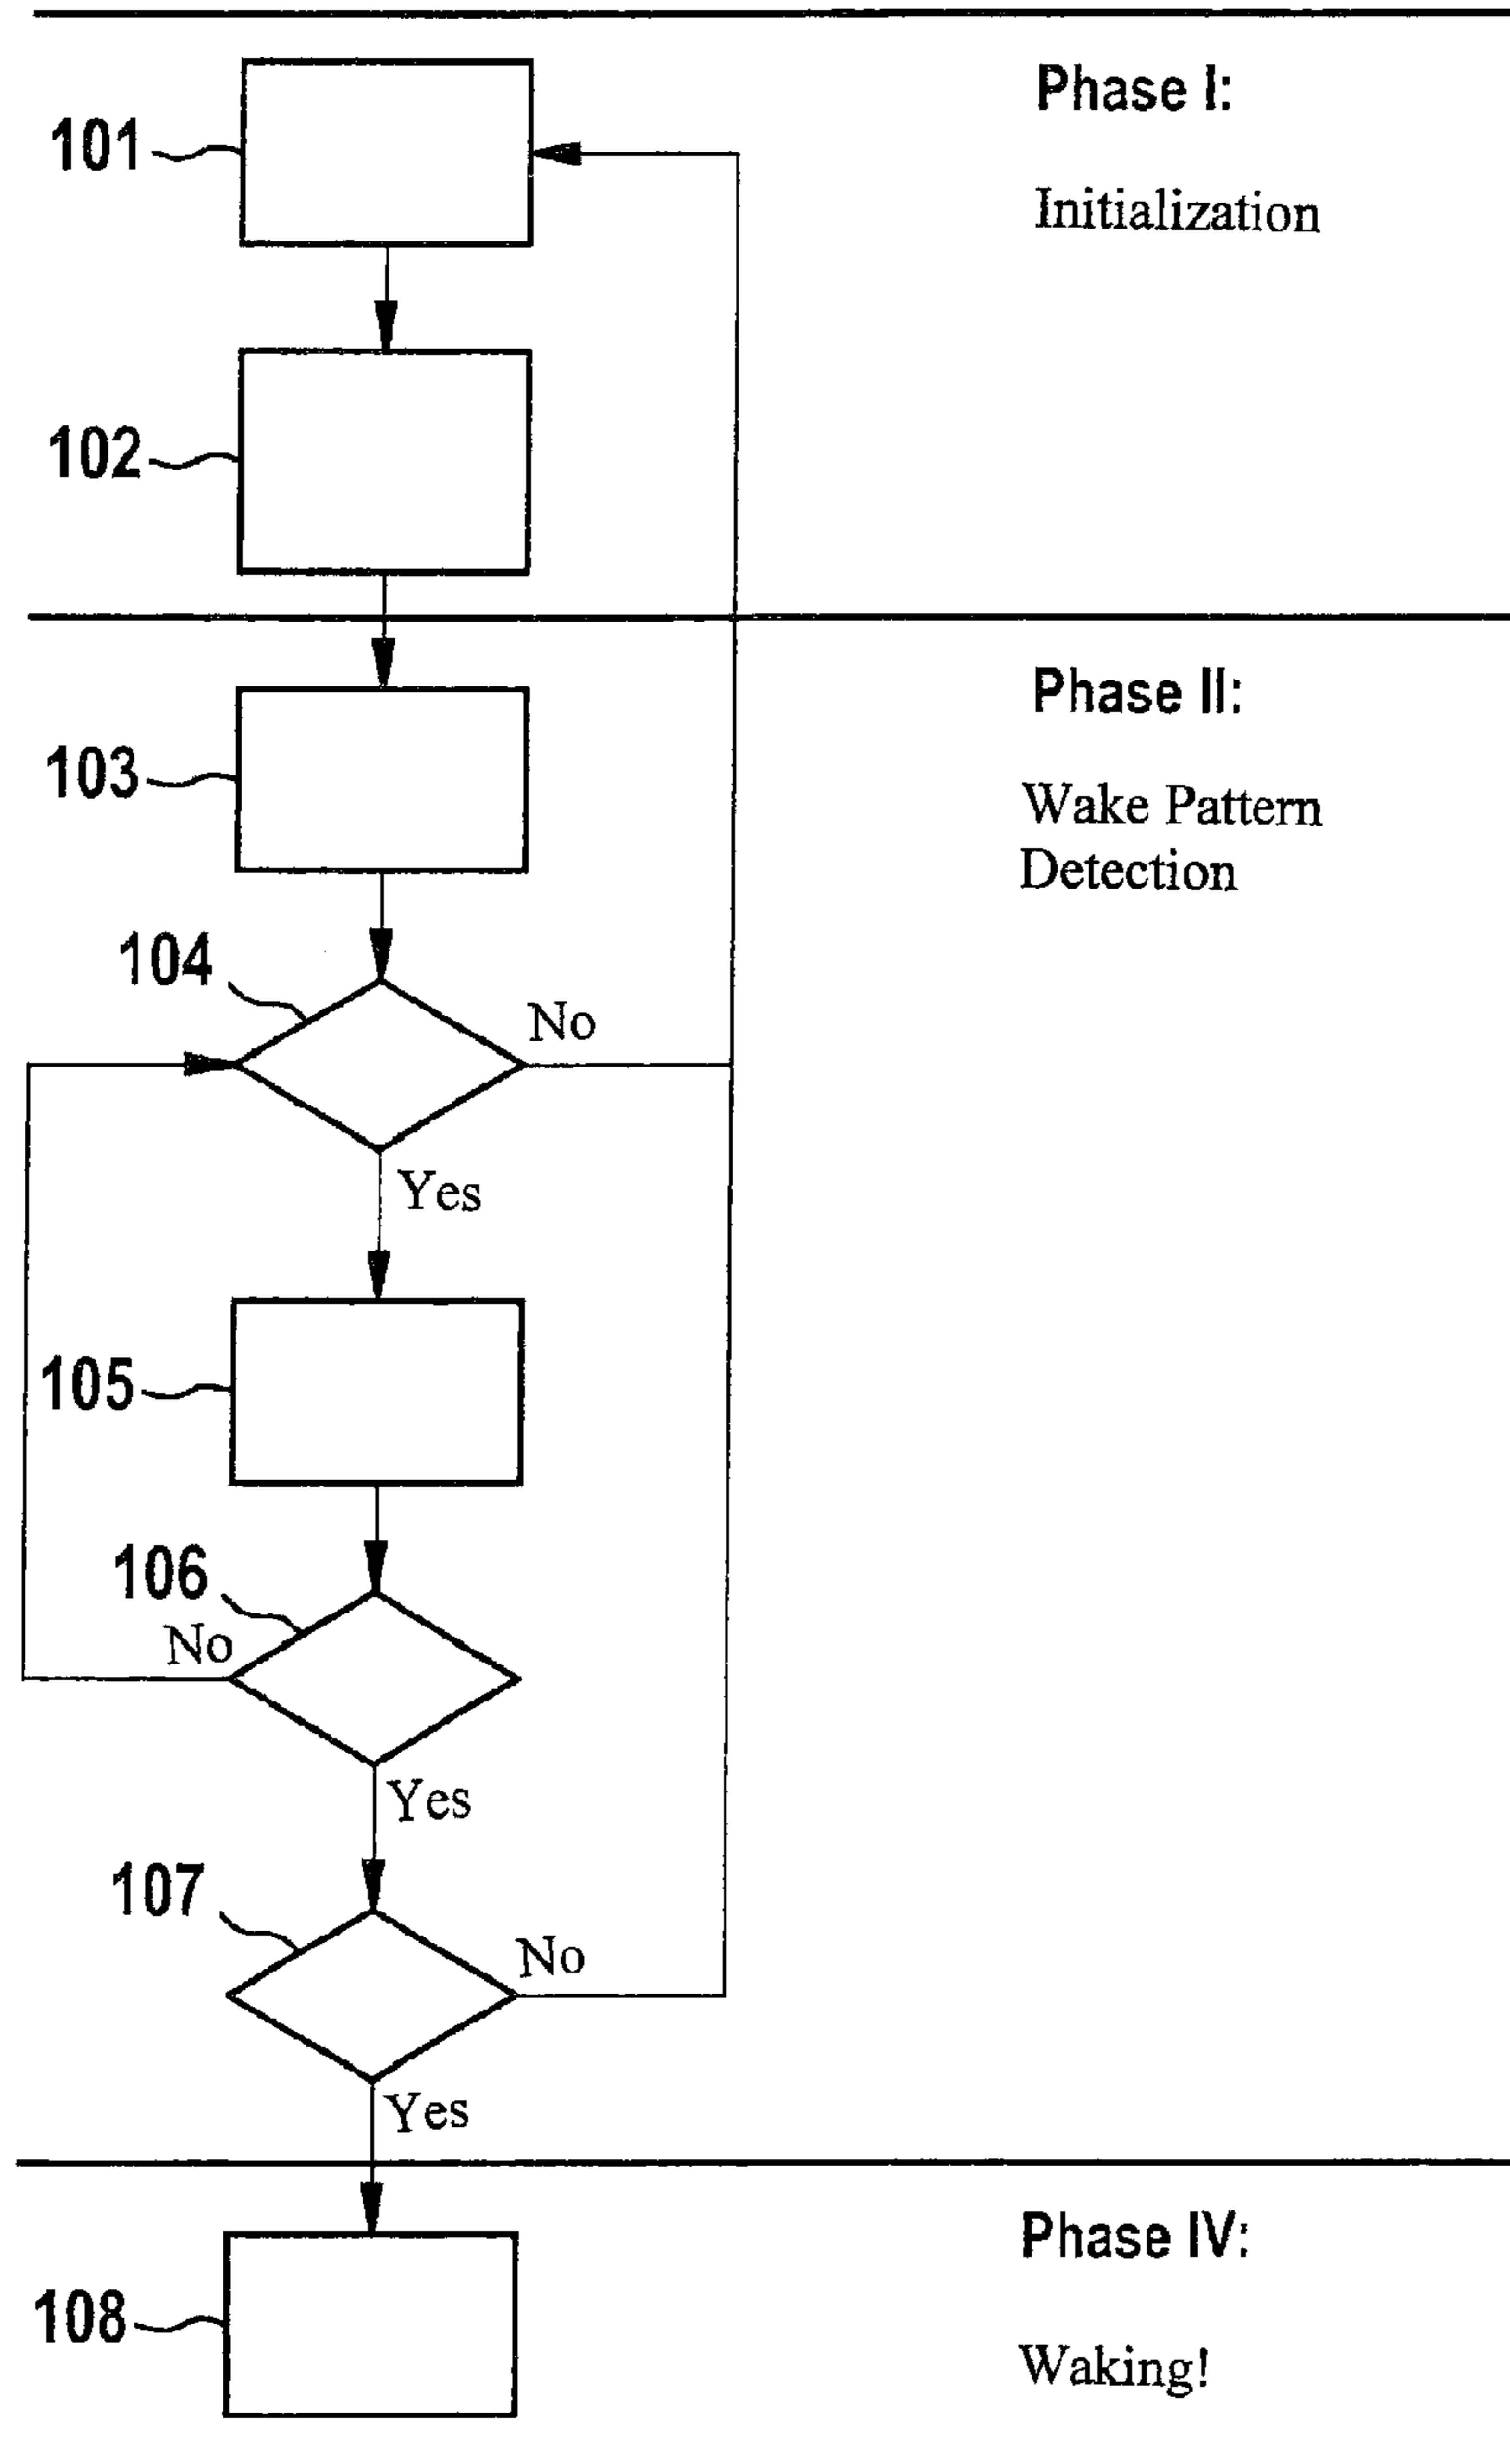 Phase I:
101
Initialization
102
Phase II:
103
Wake Pattern
Detection
104
No
Yes
105
106
No
Yes
107
No
Yes
Phase IV:
108
Waking!